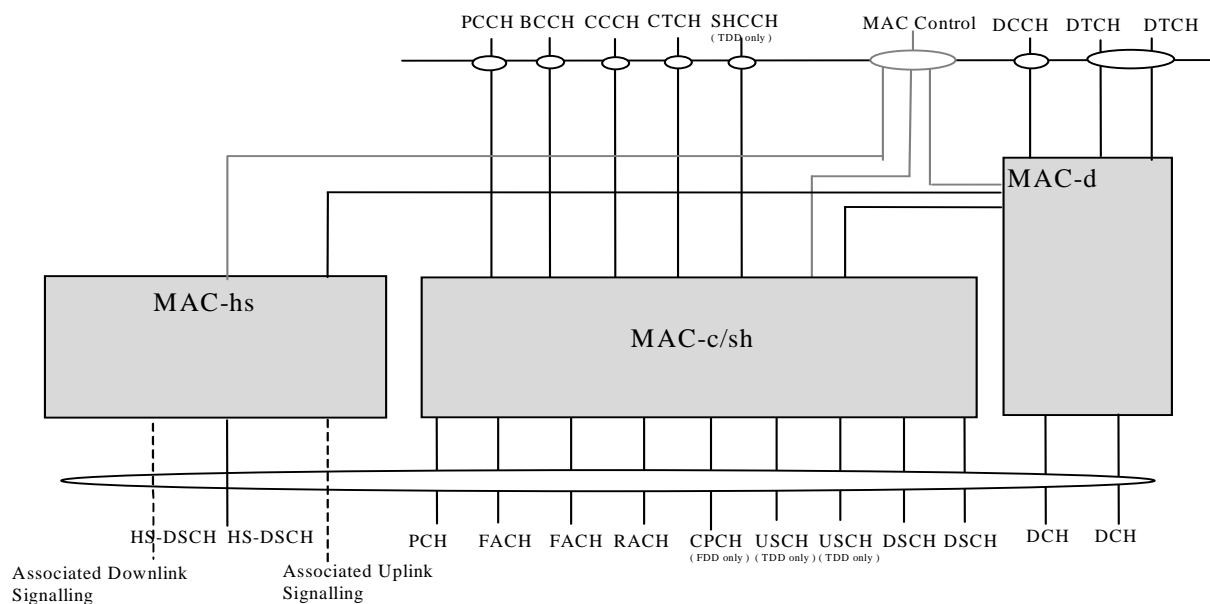 PCCH BCCH CCCH CTCH SHCCH MAC Control DCCH DTCH DTCH
( TDD only )
MAC-d
MAC-hs
MAC-c/sh
HS-DSCH HS-DSCH PCH FACH FACH RACH CPCH USCH USCH DSCH DSCH DCH DCH
( FDD only ) ( TDD only ) ( TDD only )
Associated Downlink
Signalling
Associated Uplink
Signalling